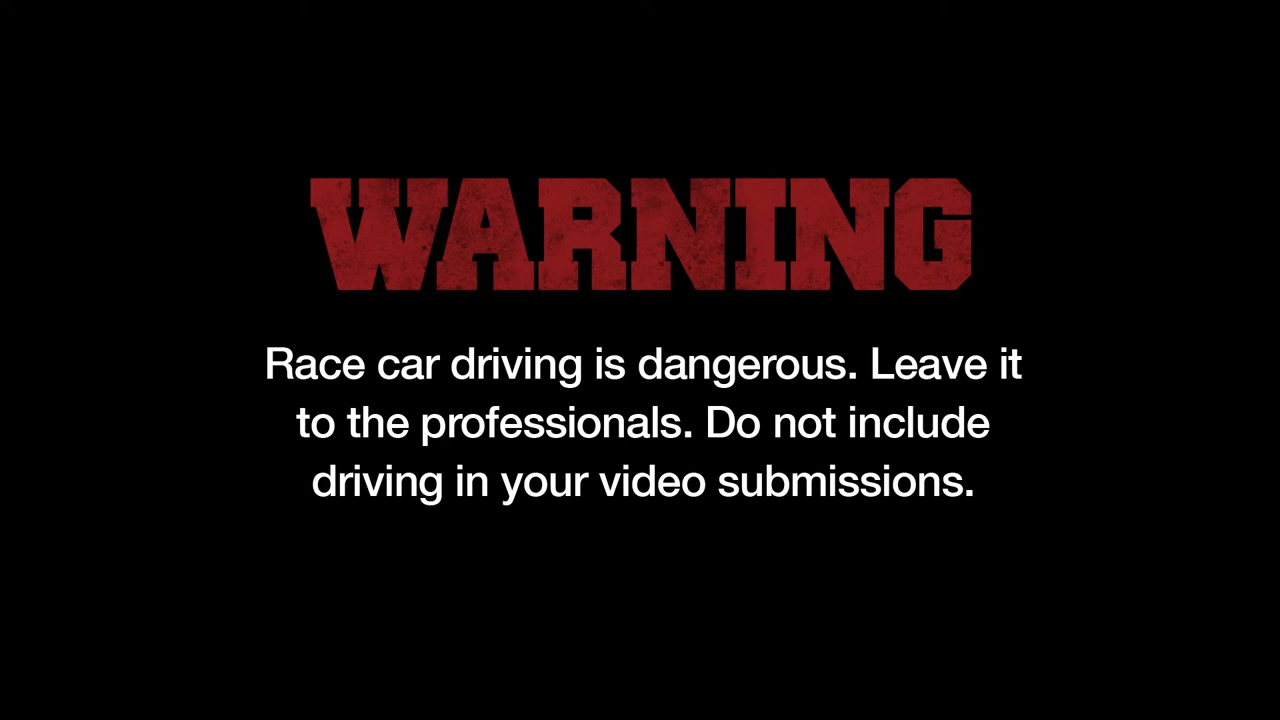 WARNING
Race car driving is dangerous. Leave it
to the professionals. Do not include
driving in your video submissions.